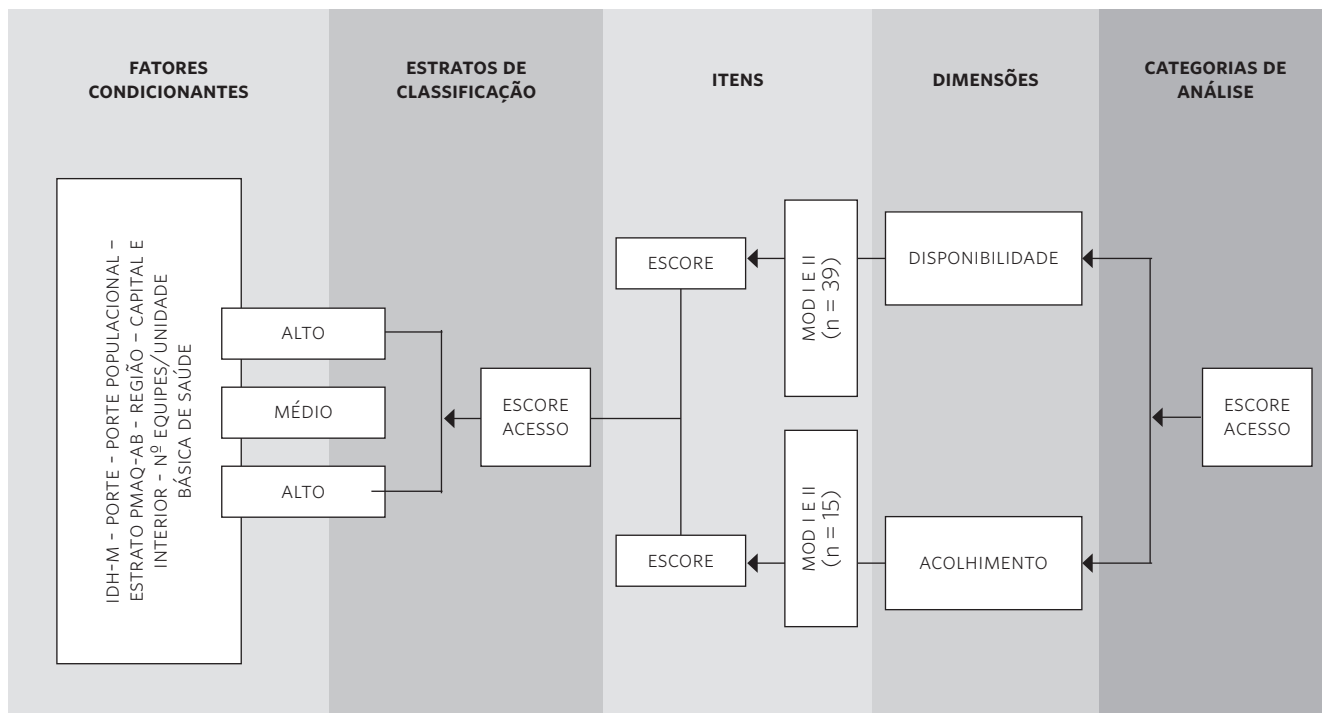 FATORES
CONDICIONANTES
ESTRATOS DE
CLASSIFICAÇÃO
ITENS
DIMENSÕES
CATEGORIAS DE
ANÁLISE
IDH-M – PORTE – PORTE POPULACIONAL –
ESTRATO PMAQ-AB - REGIÃO – CAPITAL E
INTERIOR – Nº EQUIPES/UNIDADE
BÁSICA DE SAÚDE
ALTO
MÉDIO
ALTO
ESCORE
ACESSO
ESCORE
ESCORE
MOD I E II
(n = 39)
MOD I E II
(n = 15)
DISPONIBILIDADE
ACOLHIMENTO
ESCORE
ACESSO